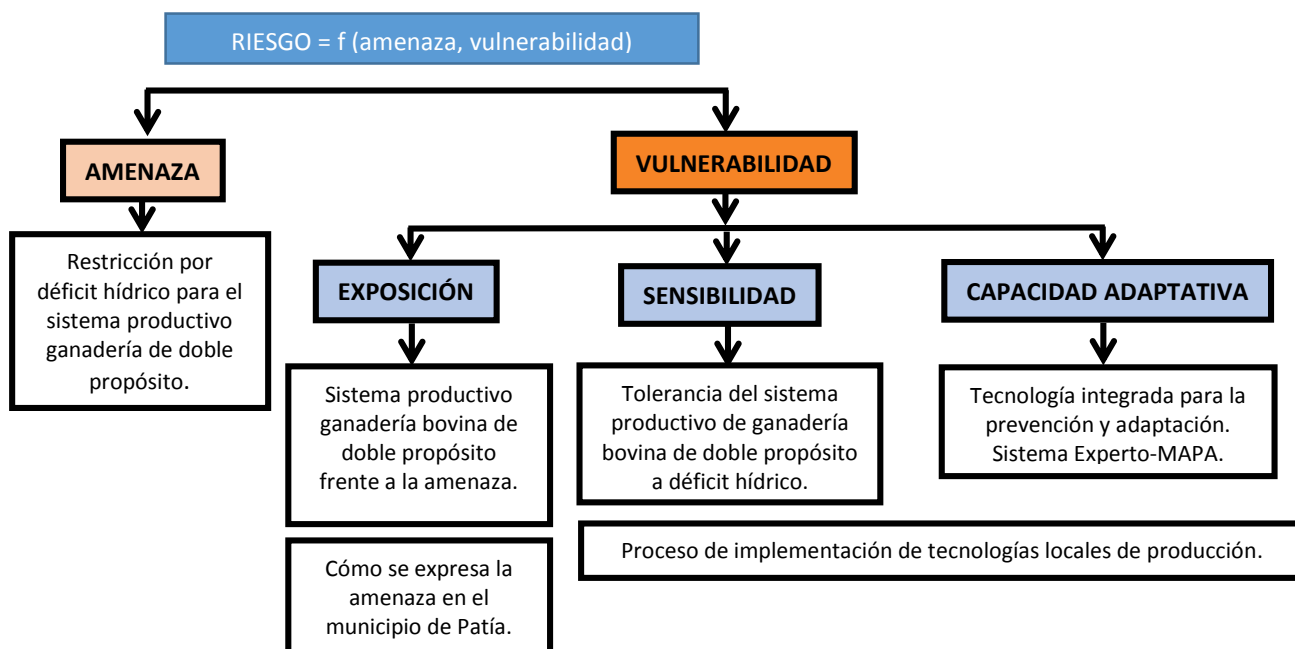 RIESGO = f (amenaza, vulnerabilidad)
AMENAZA
VULNERABILIDAD
Restricción por
déficit hídrico para el
sistema productivo
ganadería de doble
propósito.
EXPOSICIÓN
SENSIBILIDAD
CAPACIDAD ADAPTATIVA
Sistema productivo
ganadería bovina de
doble propósito
frente a la amenaza.
Tolerancia del sistema
productivo de ganadería
bovina de doble propósito
a déficit hídrico.
Tecnología integrada para la
prevención y adaptación.
Sistema Experto-MAPA.
Proceso de implementación de tecnologías locales de producción.
Cómo se expresa la
amenaza en el
municipio de Patía.